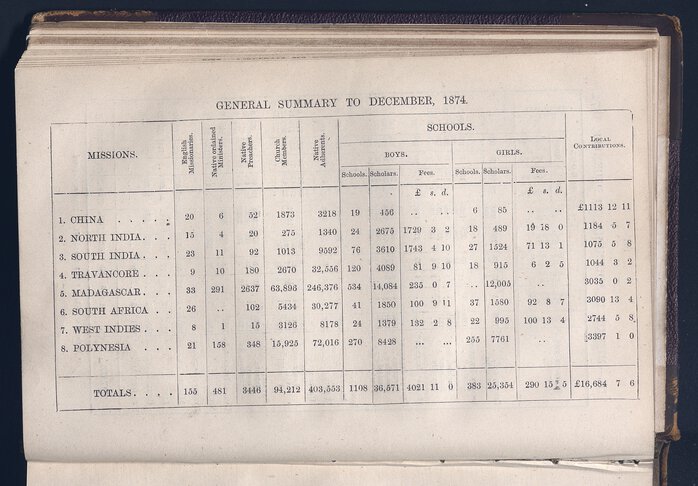 GENERAL SUMMARY TO DECEMBER, 1874.
MISSIONS. English Missionaries. Native ordained Ministers. Native Preachers. Church Members. Native Adherents. SCHOOLS. LOCAL CONTRIBUTIONS.
BOYS. GIRLS.
Schools. Scholars. Fees. Schools. Scholars. Fees.
£ s. d. £ s. d.
1. CHINA . . . . . 20 6 52 1873 3218 19 456 .. .. .. 6 85 .. .. £1113 12 11
2. NORTH INDIA . . . 15 4 20 275 1340 24 2675 1729 3 2 18 489 19 18 0 1184 5 7
3. SOUTH INDIA . . . 23 11 92 1013 9592 76 3610 1743 4 10 27 1524 71 13 1 1075 5 8
4. TRAVANCORE . . . 9 10 180 2670 32,556 120 4089 81 9 10 18 915 6 2 5 1044 3 2
5. MADAGASCAR . . . 33 291 2637 63,896 246,376 534 14,084 235 0 7 .. 12,005 .. 3035 0 2
6. SOUTH AFRICA . . 26 .. 102 5434 30,277 41 1850 100 9 11 37 1580 92 8 7 3090 13 4
7. WEST INDIES . . . 8 1 15 3126 8178 24 1379 132 2 8 22 995 100 13 4 2744 5 8
8. POLYNESIA . . . 21 158 348 15,925 72,016 270 8428 ... ... 255 7761 .. 3397 1 0
TOTALS . . . . 155 481 3446 94,212 403,553 1108 36,571 4021 11 0 383 25,354 290 15 5 £16,684 7 6